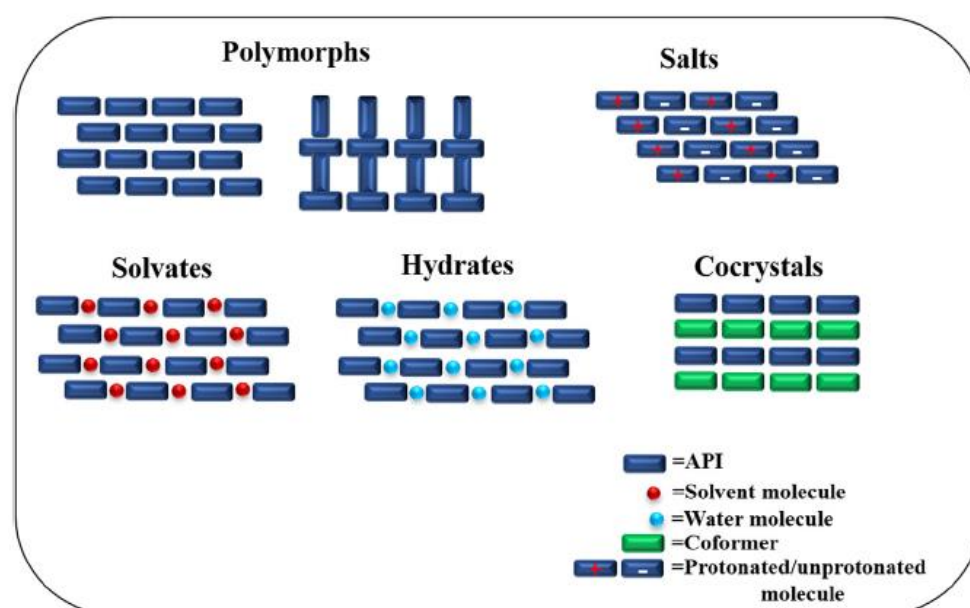 Polymorphs
Salts
Solvates
Hydrates
Cocrystals
=API
=Solvent molecule
=Water molecule
=Coformer
=Protonated/unprotonated
molecule